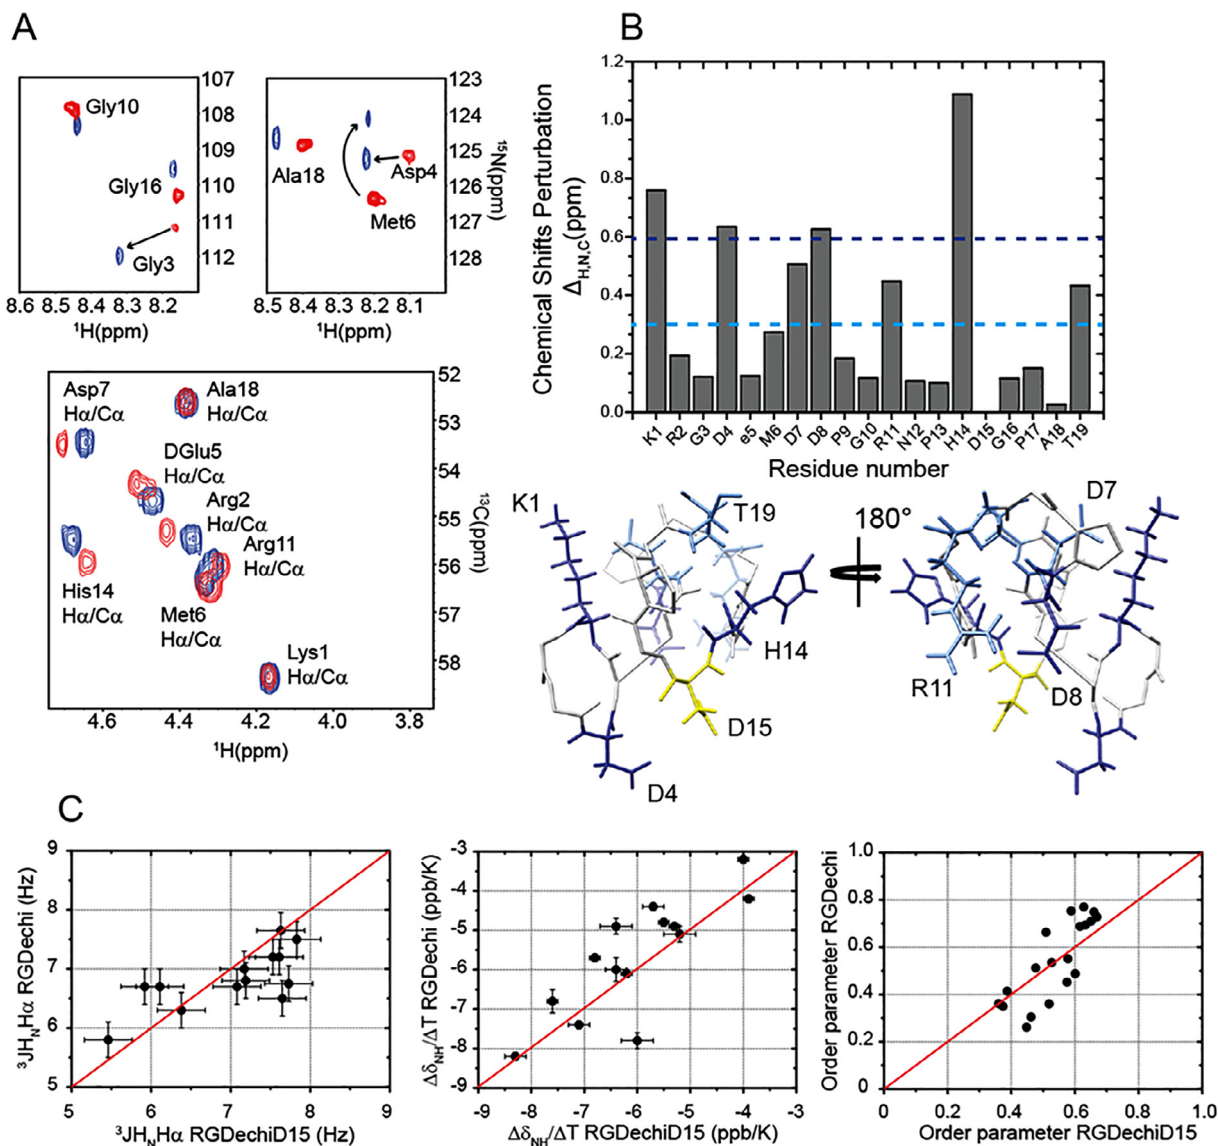 A
B
107
108
109
110
111
112
Gly10
Gly16
Gly3
8.6 8.5 8.4 8.3 8.2
¹H(ppm)
123
124
125
126
127
128
¹⁵N(ppm)
Ala18
Asp4
Met6
8.5 8.4 8.3 8.2 8.1
¹H(ppm)
52
53
54
55
56
57
58
¹³C(ppm)
Asp7
Hα/Cα
Ala18
Hα/Cα
DGlu5
Hα/Cα
Arg2
Hα/Cα
Arg11
Hα/Cα
His14
Hα/Cα
Met6
Hα/Cα
Lys1
Hα/Cα
4.6 4.4 4.2 4.0 3.8
¹H(ppm)
Chemical Shifts Perturbation
ΔH,N,C(ppm)
1.2
1.0
0.8
0.6
0.4
0.2
0.0
K1 R2 G3 D4 e5 M6 D7 D8 P9 G10 R11 N12 P13 H14 D15 G16 P17 A18 T19
Residue number
K1
T19
H14
D15
D4
180°
D7
R11
D8
C
³JHNHα RGDechi (Hz)
9
8
7
6
5
5 6 7 8 9
³JHNHα RGDechiD15 (Hz)
ΔδNH/ΔT RGDechi (ppb/K)
-3
-4
-5
-6
-7
-8
-9
-9 -8 -7 -6 -5 -4 -3
ΔδNH/ΔT RGDechiD15 (ppb/K)
Order parameter RGDechi
1.0
0.8
0.6
0.4
0.2
0
0 0.2 0.4 0.6 0.8 1.0
Order parameter RGDechiD15